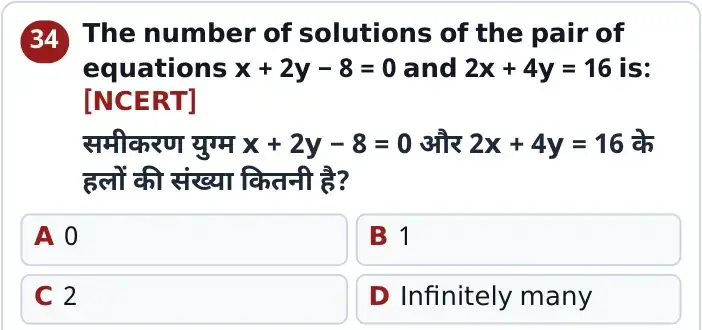 34 The number of solutions of the pair of
equations x + 2y − 8 = 0 and 2x + 4y = 16 is:
[NCERT]
समीकरण युग्म x + 2y − 8 = 0 और 2x + 4y = 16 के
हलों की संख्या कितनी है?
A 0
B 1
C 2
D Infinitely many